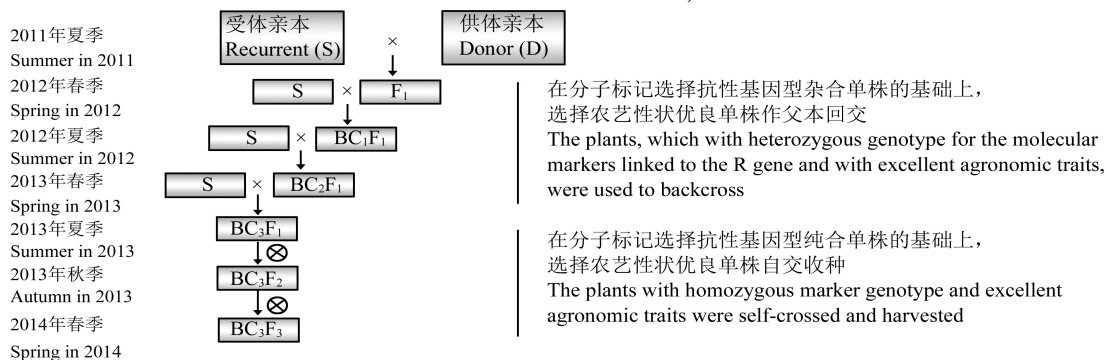 2011年夏季
Summer in 2011
受体亲本
Recurrent (S)
×
供体亲本
Donor (D)
2012年春季
Spring in 2012
S
×
F₁
2012年夏季
Summer in 2012
S
×
BC₁F₁
2013年春季
Spring in 2013
S
×
BC₂F₁
2013年夏季
Summer in 2013
BC₃F₁
2013年秋季
Autumn in 2013
BC₃F₂
2014年春季
Spring in 2014
BC₃F₃
在分子标记选择抗性基因型杂合单株的基础上,
选择农艺性状优良单株作父本回交
The plants, which with heterozygous genotype for the molecular
markers linked to the R gene and with excellent agronomic traits,
were used to backcross
在分子标记选择抗性基因型纯合单株的基础上,
选择农艺性状优良单株自交收种
The plants with homozygous marker genotype and excellent
agronomic traits were self-crossed and harvested